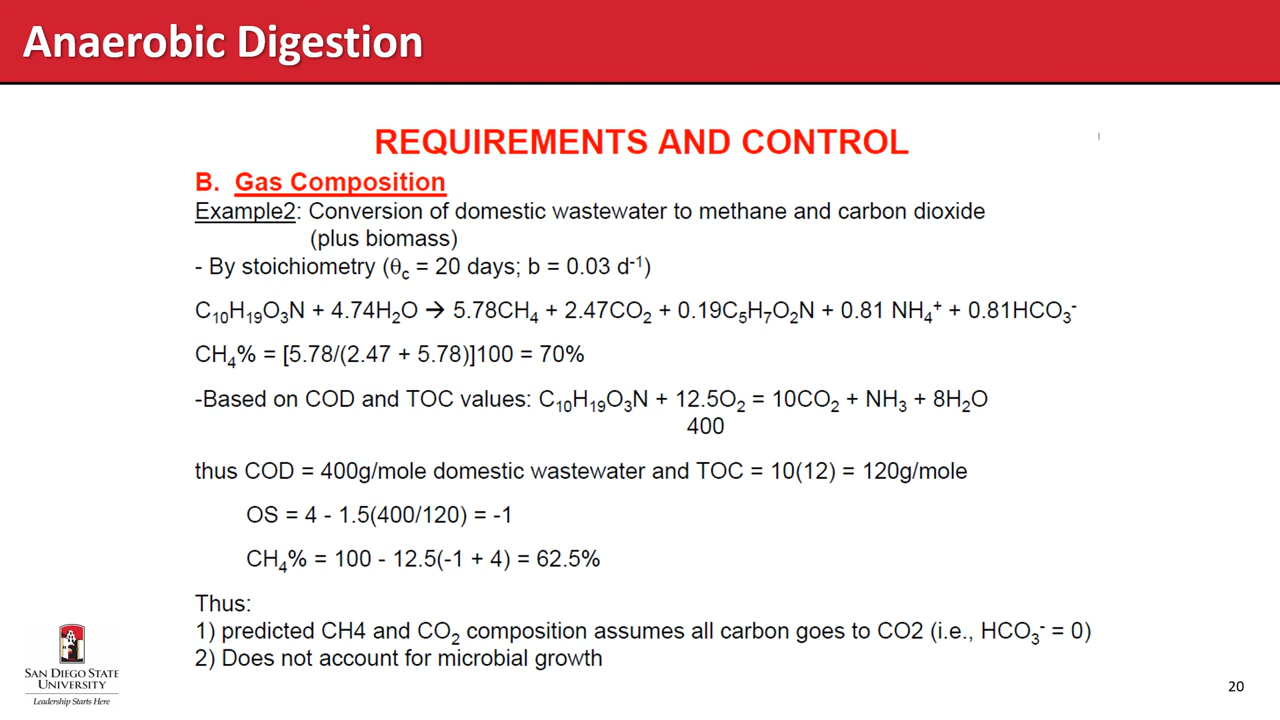 Anaerobic Digestion
REQUIREMENTS AND CONTROL
B. Gas Composition
Example2: Conversion of domestic wastewater to methane and carbon dioxide
(plus biomass)
- By stoichiometry (θc = 20 days; b = 0.03 d⁻¹)
C₁₀H₁₉O₃N + 4.74H₂O → 5.78CH₄ + 2.47CO₂ + 0.19C₅H₇O₂N + 0.81 NH₄⁺ + 0.81HCO₃⁻
CH₄% = [5.78/(2.47 + 5.78)]100 = 70%
-Based on COD and TOC values: C₁₀H₁₉O₃N + 12.5O₂ = 10CO₂ + NH₃ + 8H₂O
400
thus COD = 400g/mole domestic wastewater and TOC = 10(12) = 120g/mole
OS = 4 - 1.5(400/120) = -1
CH₄% = 100 - 12.5(-1 + 4) = 62.5%
Thus:
1) predicted CH4 and CO₂ composition assumes all carbon goes to CO2 (i.e., HCO₃⁻ = 0)
2) Does not account for microbial growth
SAN DIEGO STATE
UNIVERSITY
Leadership Starts Here
20